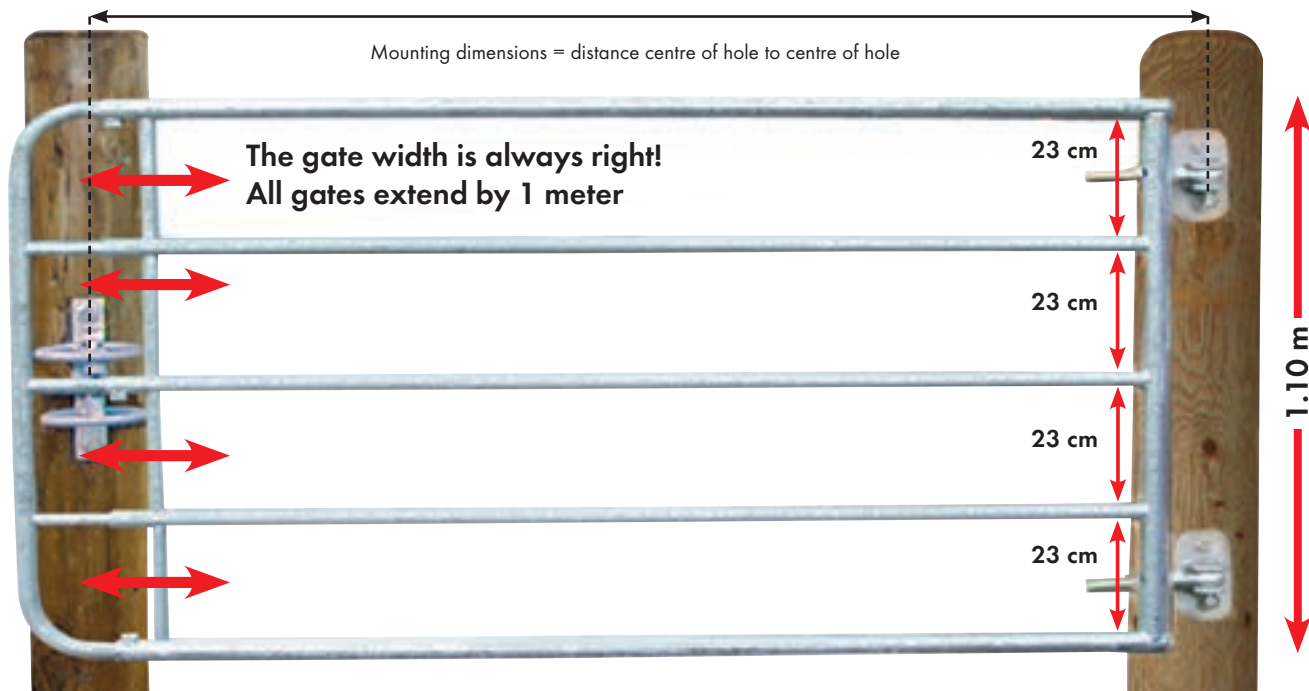 Mounting dimensions = distance centre of hole to centre of hole
The gate width is always right!
All gates extend by 1 meter
23 cm
23 cm
23 cm
23 cm
1.10 m